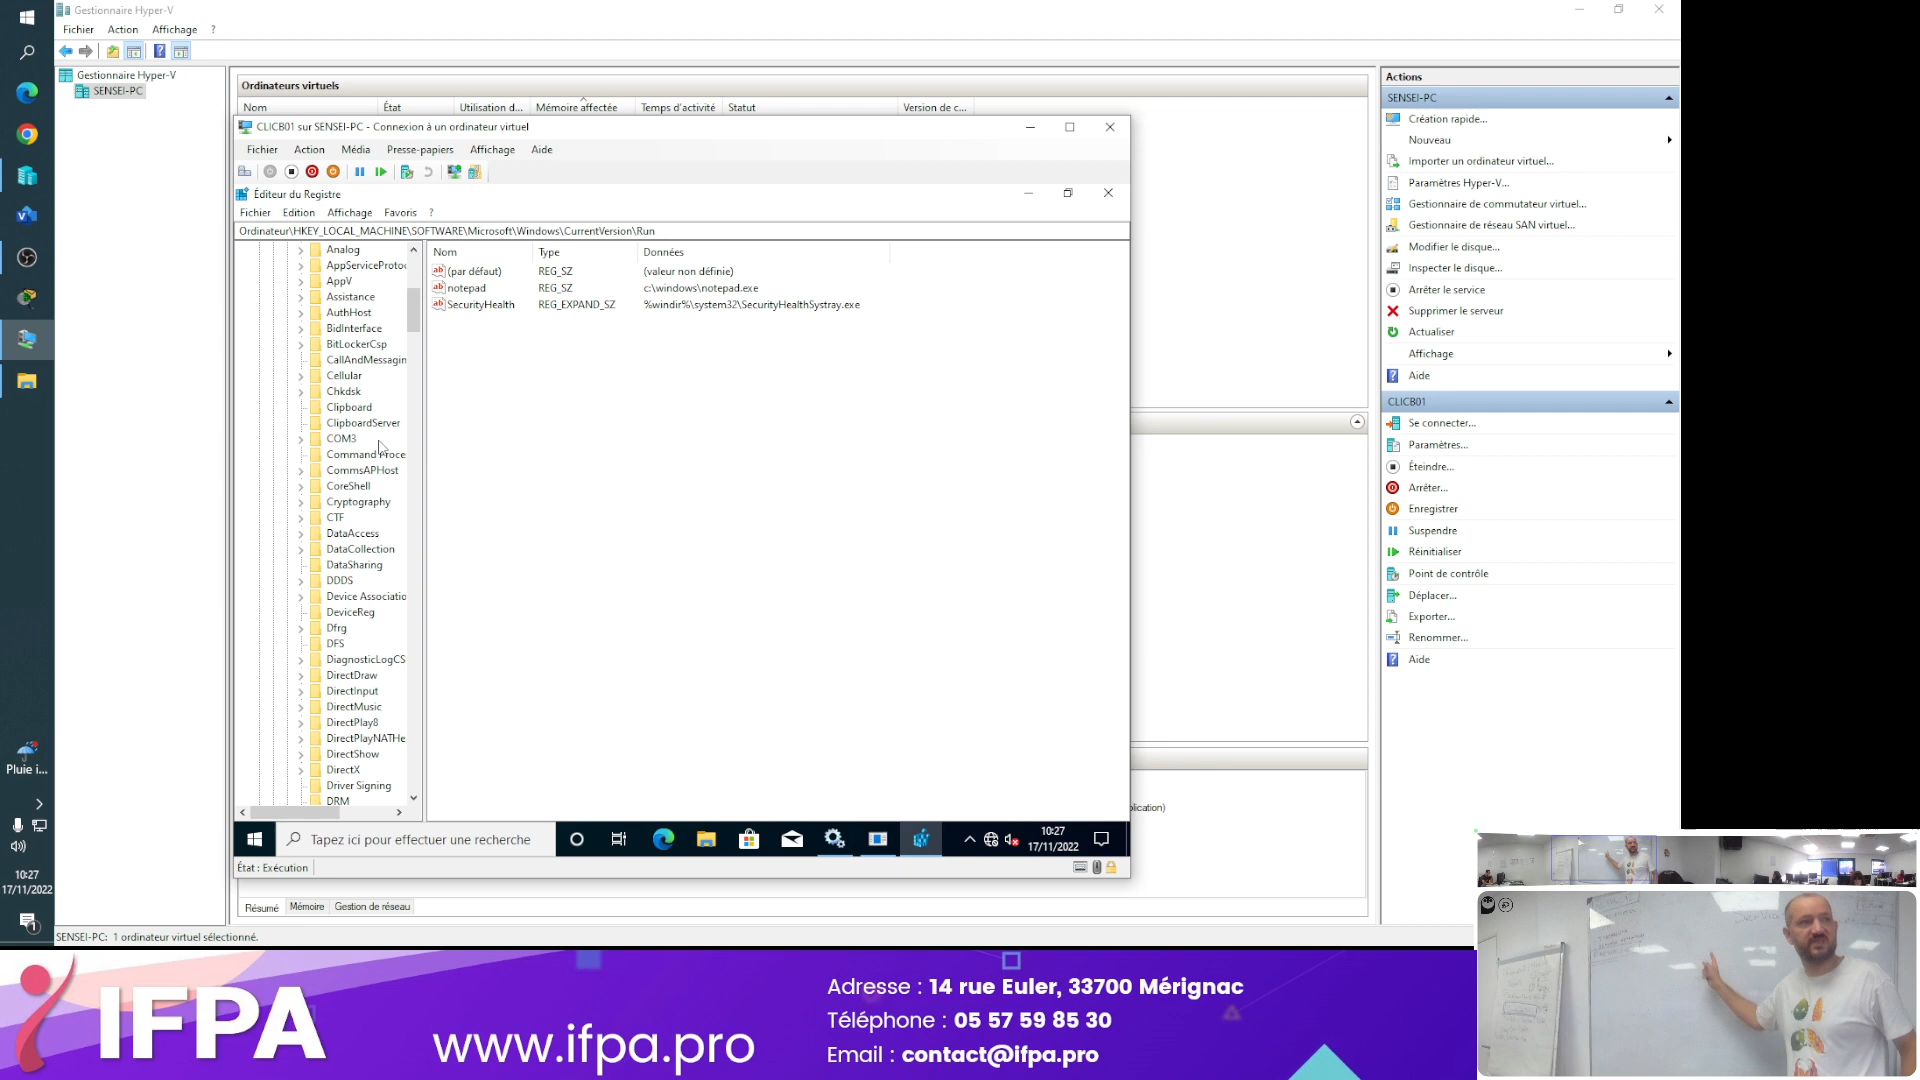 Gestionnaire Hyper-V
Fichier Action Affichage ?
Gestionnaire Hyper-V
SENSEI-PC
Ordinateurs virtuels
Nom État Utilisation d... Mémoire affectée Temps d'activité Statut Version de c...
CLICB01 sur SENSEI-PC - Connexion à un ordinateur virtuel
Fichier Action Média Presse-papiers Affichage Aide
Éditeur du Registre
Fichier Edition Affichage Favoris ?
Ordinateur\HKEY_LOCAL_MACHINE\SOFTWARE\Microsoft\Windows\CurrentVersion\Run
Analog
AppServiceProtoc
AppV
Assistance
AuthHost
BidInterface
BitLockerCsp
CallAndMessagin
Cellular
Chkdsk
Clipboard
ClipboardServer
COM3
Command Proce
CommsAPHost
CoreShell
Cryptography
CTF
DataAccess
DataCollection
DataSharing
DDDS
Device Associatio
DeviceReg
Dfrg
DFS
DiagnosticLogCS
DirectDraw
DirectInput
DirectMusic
DirectPlay8
DirectPlayNATHe
DirectShow
DirectX
Driver Signing
DRM
Nom Type Données
(par défaut) REG_SZ (valeur non définie)
notepad REG_SZ c:\windows\notepad.exe
SecurityHealth REG_EXPAND_SZ %windir%\system32\SecurityHealthSystray.exe
Tapez ici pour effectuer une recherche
10:27
17/11/2022
État : Exécution
plication)
Résumé Mémoire Gestion de réseau
SENSEI-PC: 1 ordinateur virtuel sélectionné.
Actions
SENSEI-PC
Création rapide...
Nouveau
Importer un ordinateur virtuel...
Paramètres Hyper-V...
Gestionnaire de commutateur virtuel...
Gestionnaire de réseau SAN virtuel...
Modifier le disque...
Inspecter le disque...
Arrêter le service
Supprimer le serveur
Actualiser
Affichage
Aide
CLICB01
Se connecter...
Paramètres...
Éteindre...
Arrêter...
Enregistrer
Suspendre
Réinitialiser
Point de contrôle
Déplacer...
Exporter...
Renommer...
Aide
Pluie i...
10:27
17/11/2022
1
IFPA
www.ifpa.pro
Adresse : 14 rue Euler, 33700 Mérignac
Téléphone : 05 57 59 85 30
Email : contact@ifpa.pro